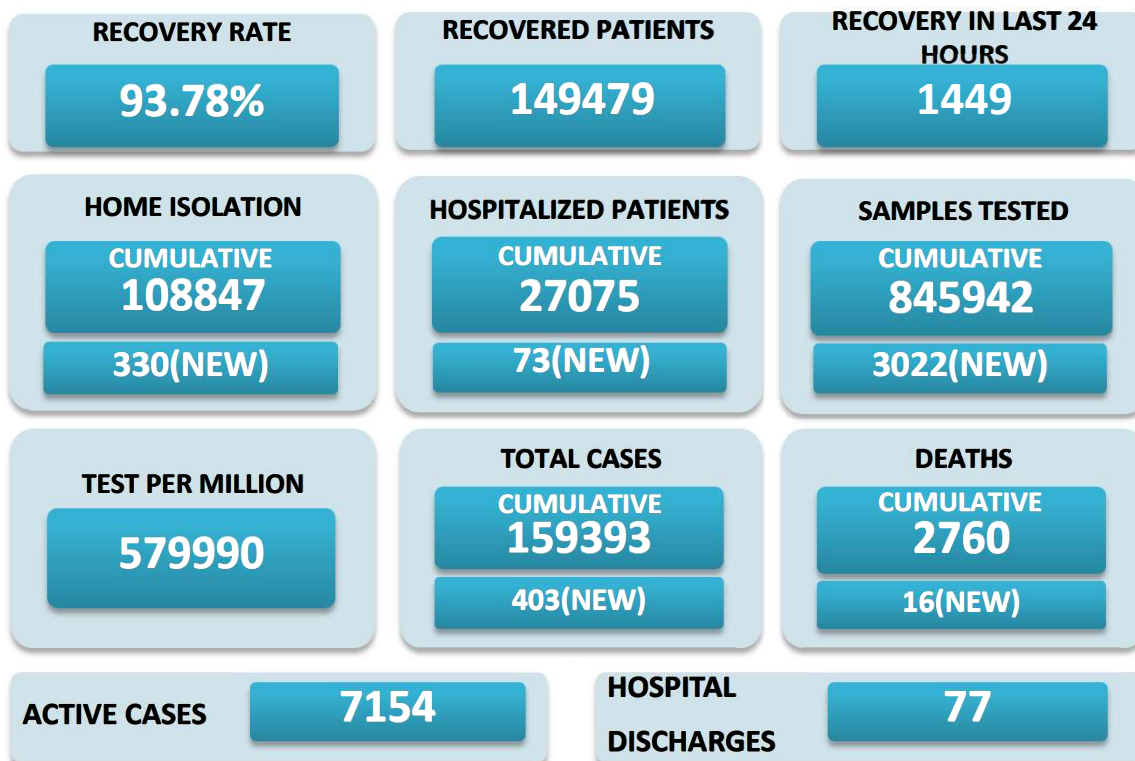 RECOVERY RATE
93.78%
RECOVERED PATIENTS
149479
RECOVERY IN LAST 24
HOURS
1449
HOME ISOLATION
CUMULATIVE
108847
330(NEW)
HOSPITALIZED PATIENTS
CUMULATIVE
27075
73(NEW)
SAMPLES TESTED
CUMULATIVE
845942
3022(NEW)
TEST PER MILLION
579990
TOTAL CASES
CUMULATIVE
159393
403(NEW)
DEATHS
CUMULATIVE
2760
16(NEW)
ACTIVE CASES
7154
HOSPITAL
DISCHARGES
77